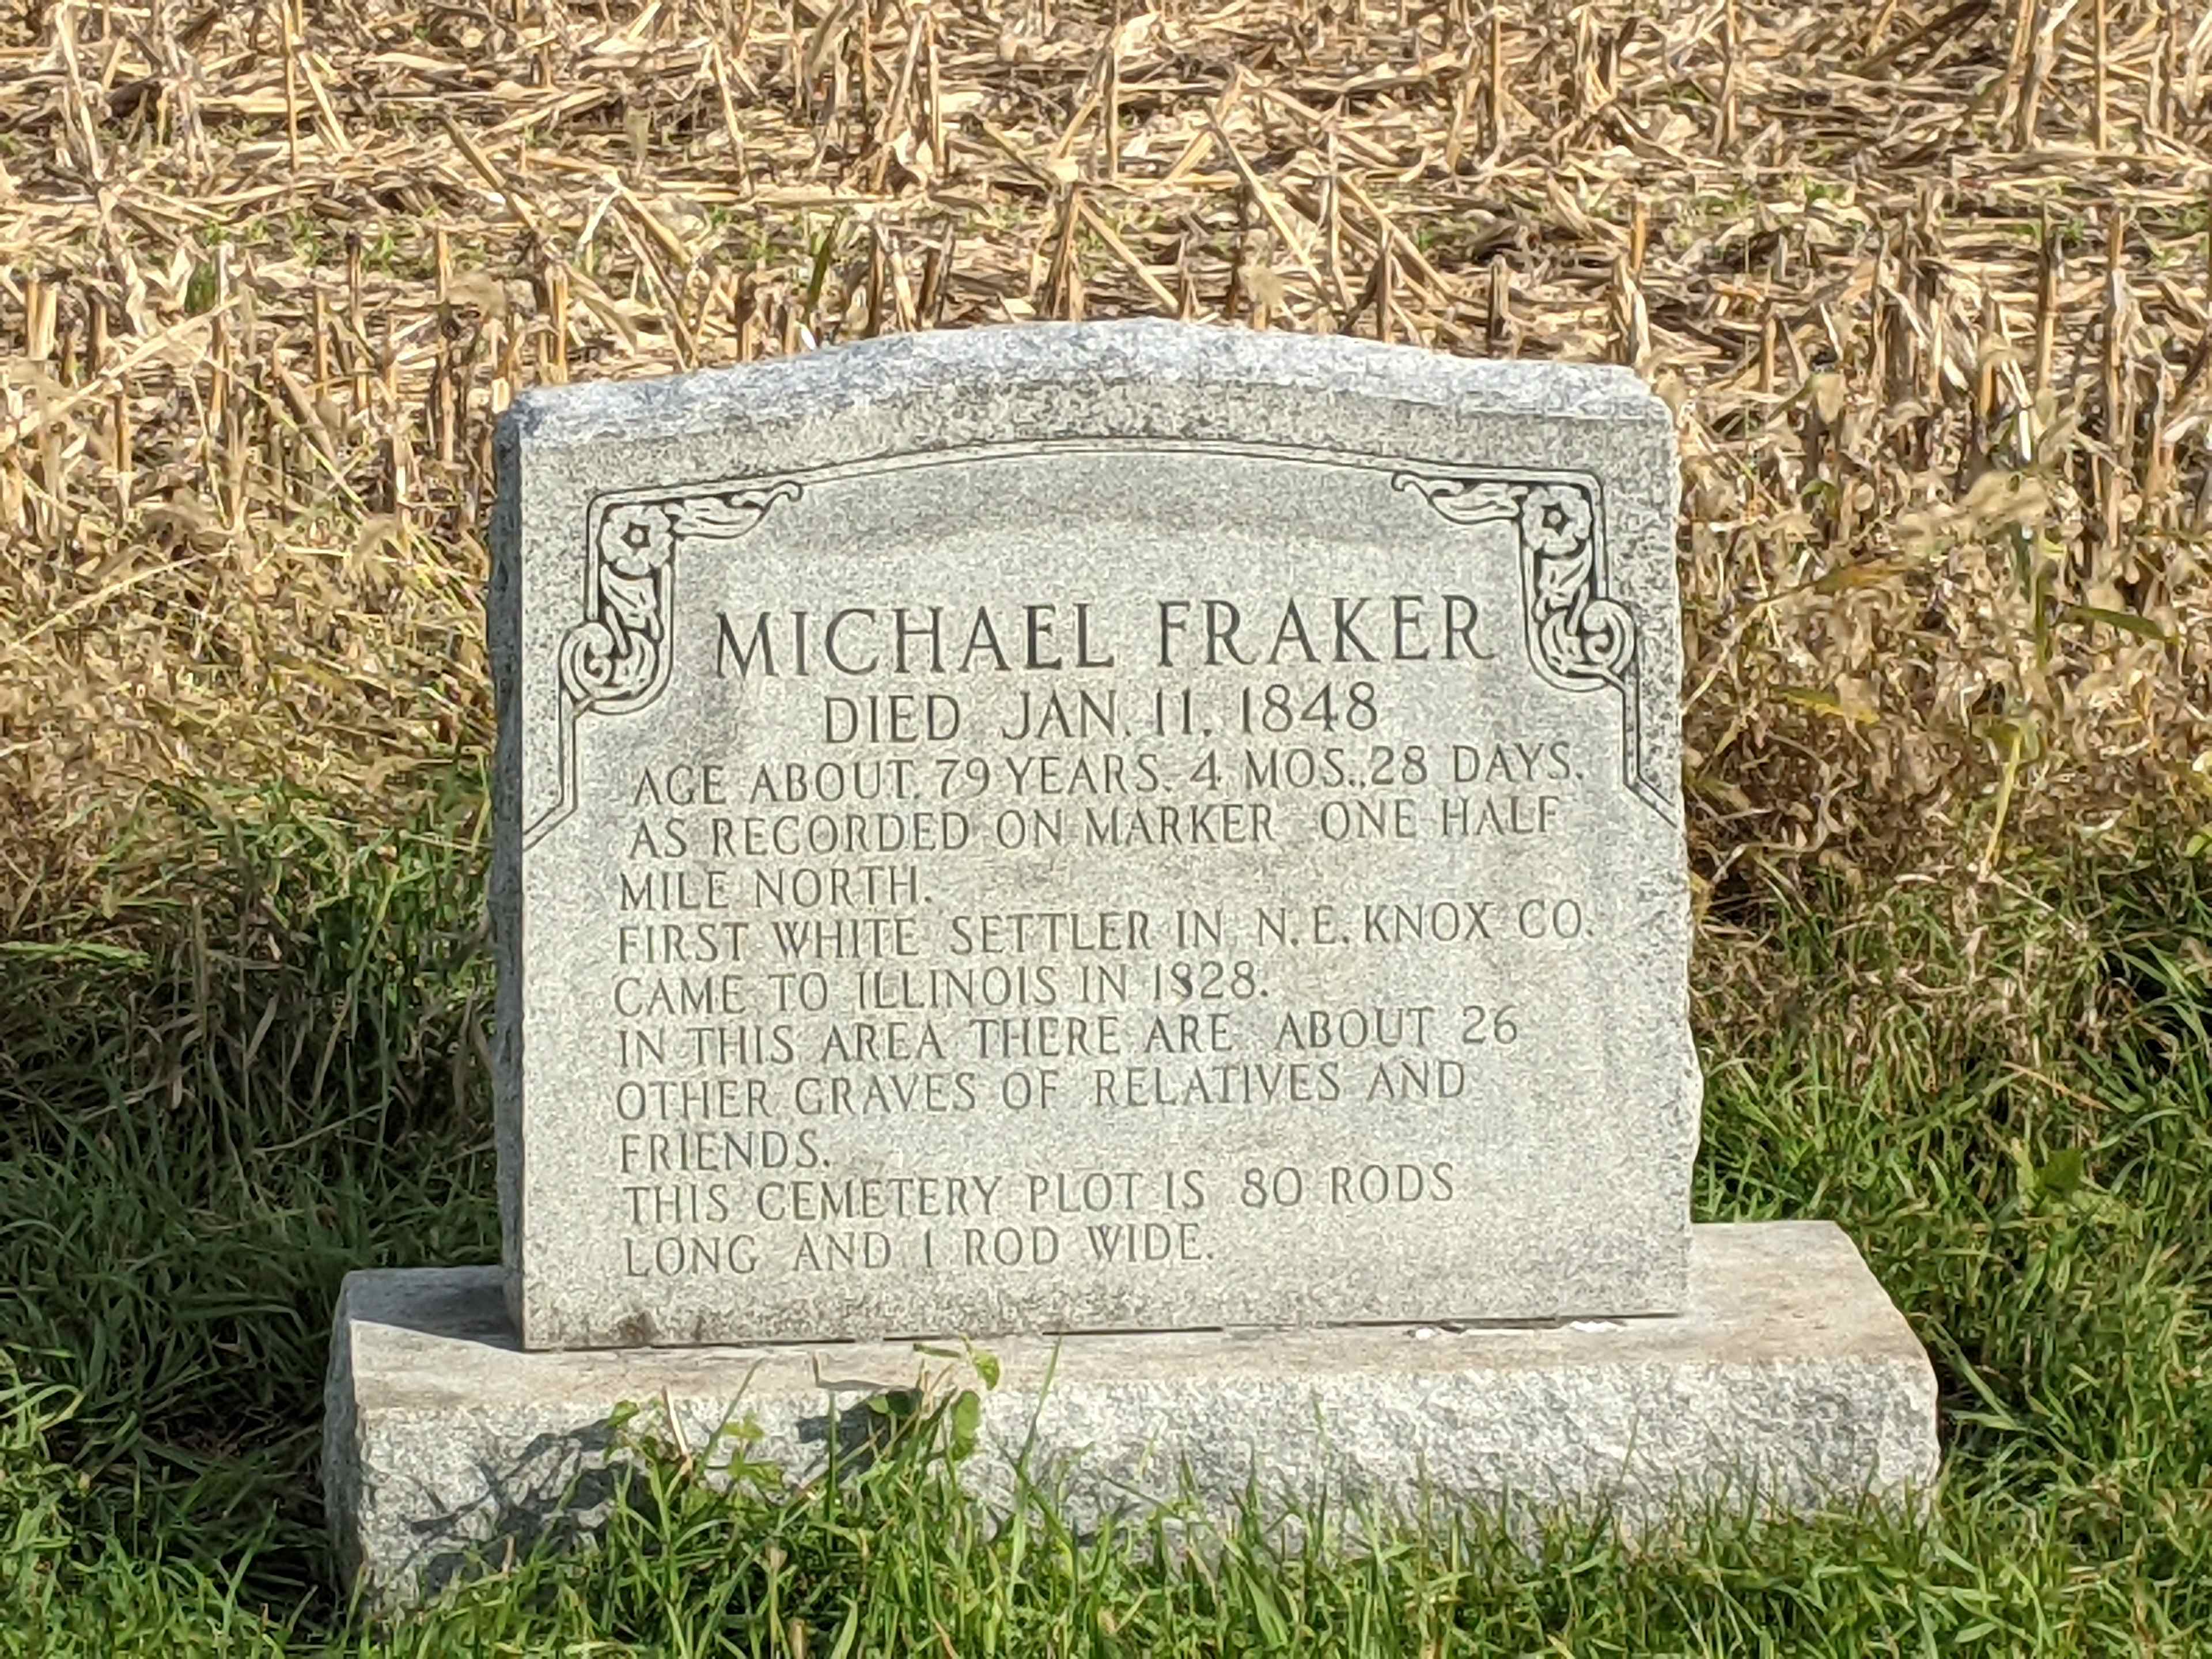 MICHAEL FRAKER
DIED JAN. 11, 1848
AGE ABOUT. 79 YEARS. 4 MOS., 28 DAYS.
AS RECORDED ON MARKER ONE HALF
MILE NORTH.
FIRST WHITE SETTLER IN N.E. KNOX CO.
CAME TO ILLINOIS IN 1828.
IN THIS AREA THERE ARE ABOUT 26
OTHER GRAVES OF RELATIVES AND
FRIENDS.
THIS CEMETERY PLOT IS 80 RODS
LONG AND 1 ROD WIDE.